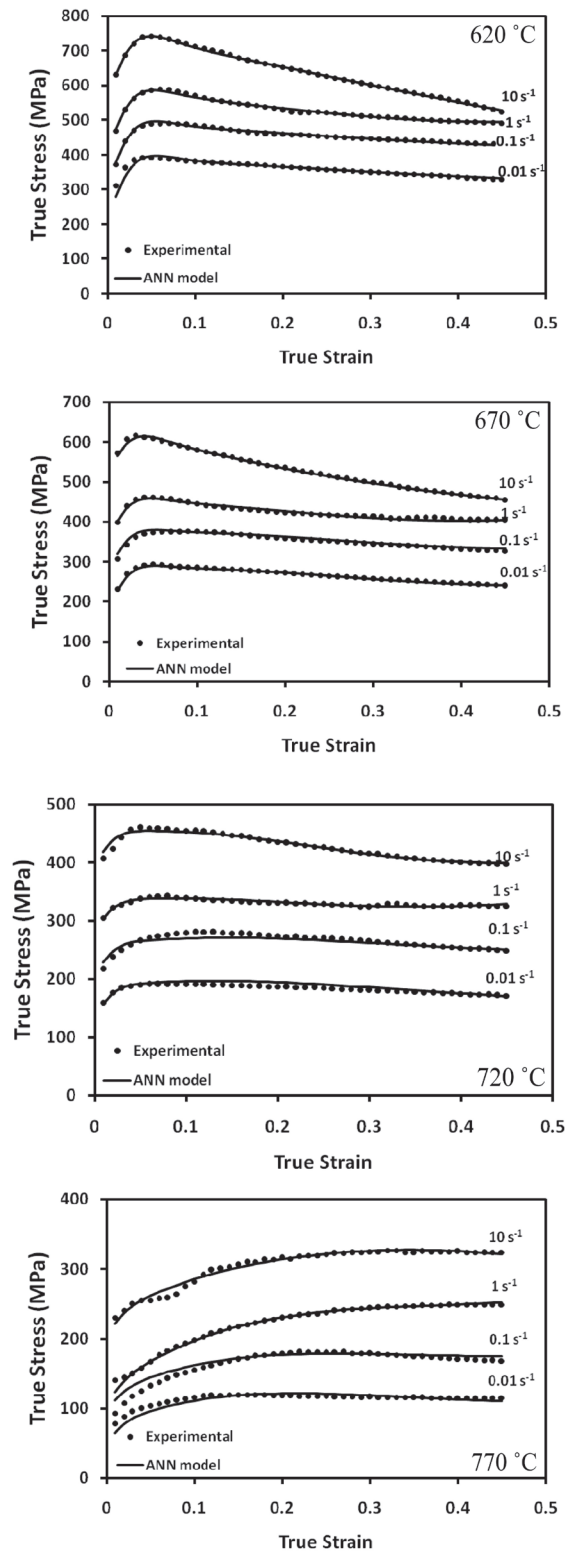 800
620 ˚C
700
600
10 s⁻¹
500
1 s⁻¹
0.1 s⁻¹
400
0.01 s⁻¹
300
200
Experimental
100
ANN model
0
0 0.1 0.2 0.3 0.4 0.5
True Strain
True Stress (MPa)
700
670 ˚C
600
10 s⁻¹
500
1 s⁻¹
400
0.1 s⁻¹
300
0.01 s⁻¹
200
100
Experimental
ANN model
0
0 0.1 0.2 0.3 0.4 0.5
True Strain
True Stress (MPa)
500
10 s⁻¹
400
1 s⁻¹
300
0.1 s⁻¹
200
0.01 s⁻¹
100
Experimental
ANN model
720 ˚C
0
0 0.1 0.2 0.3 0.4 0.5
True Strain
True Stress (MPa)
400
10 s⁻¹
300
1 s⁻¹
200
0.1 s⁻¹
0.01 s⁻¹
100
Experimental
ANN model
770 ˚C
0
0 0.1 0.2 0.3 0.4 0.5
True Strain
True Stress (MPa)